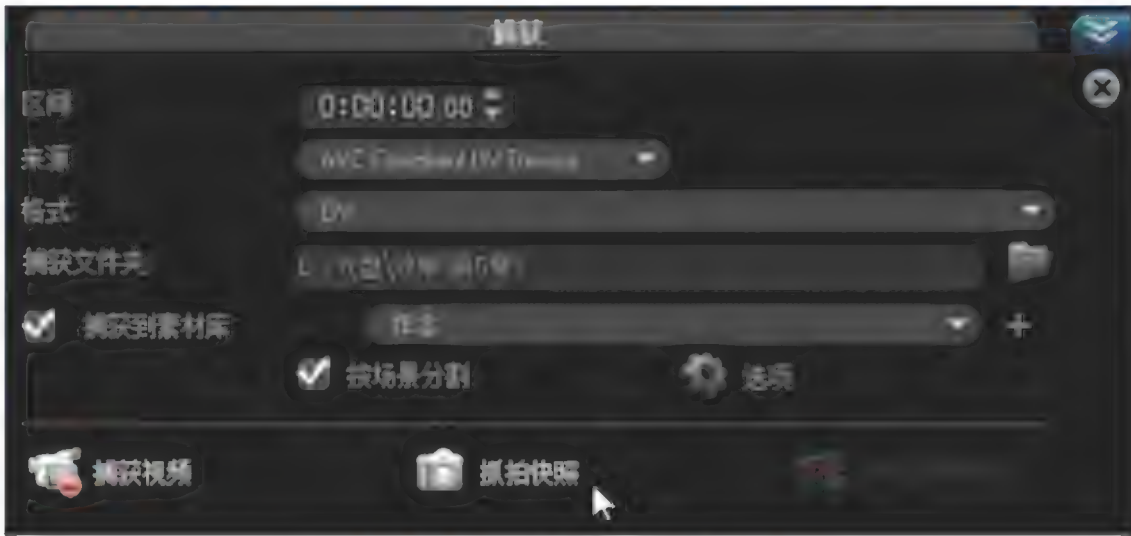 捕获
区间 0:00:00.00
来源
格式 DV
捕获文件夹
捕获到素材库
按场景分割 选项
捕获视频 抓拍快照